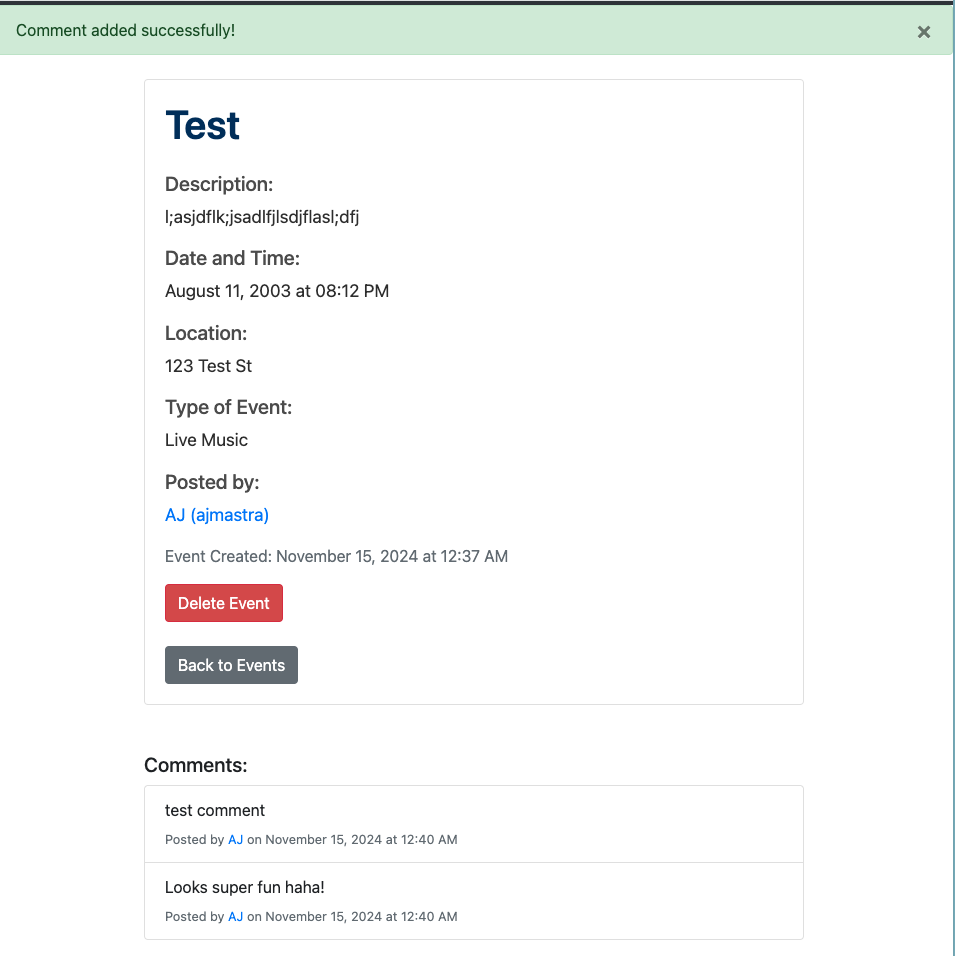 Comment added successfully!
×
Test
Description:
l;asjdflk;jsadlfjlsdjflasl;dfj
Date and Time:
August 11, 2003 at 08:12 PM
Location:
123 Test St
Type of Event:
Live Music
Posted by:
AJ (ajmastra)
Event Created: November 15, 2024 at 12:37 AM
Delete Event
Back to Events
Comments:
test comment
Posted by AJ on November 15, 2024 at 12:40 AM
Looks super fun haha!
Posted by AJ on November 15, 2024 at 12:40 AM